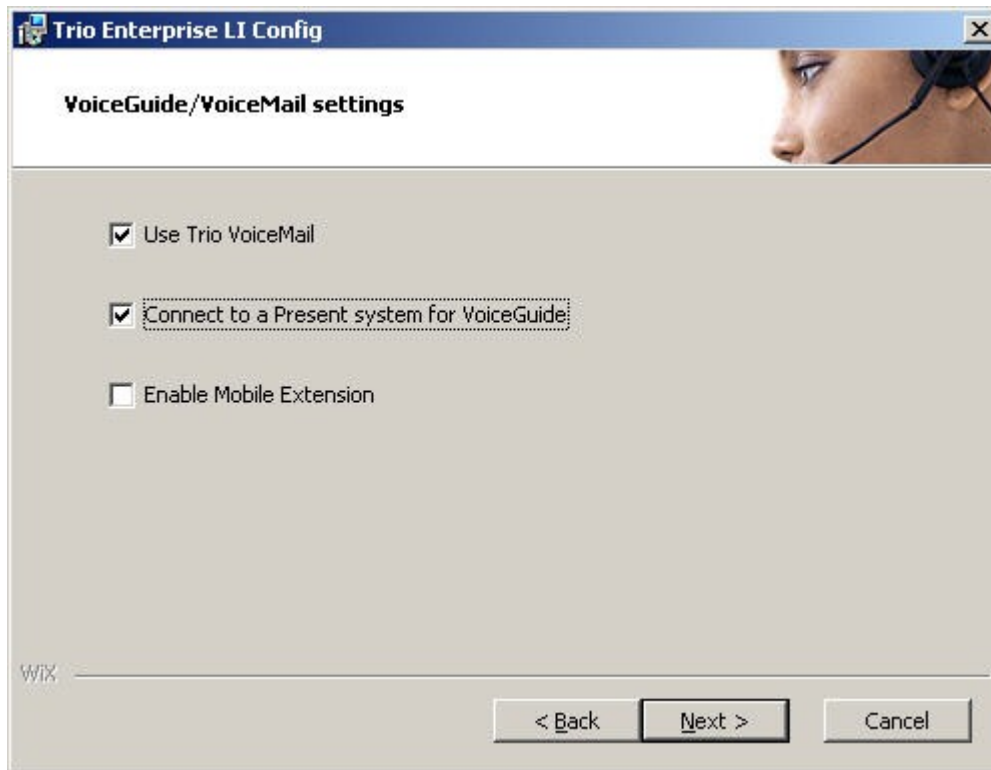 Trio Enterprise LI Config
VoiceGuide/VoiceMail settings
Use Trio VoiceMail
Connect to a Present system for VoiceGuide
Enable Mobile Extension
WiX
< Back Next > Cancel